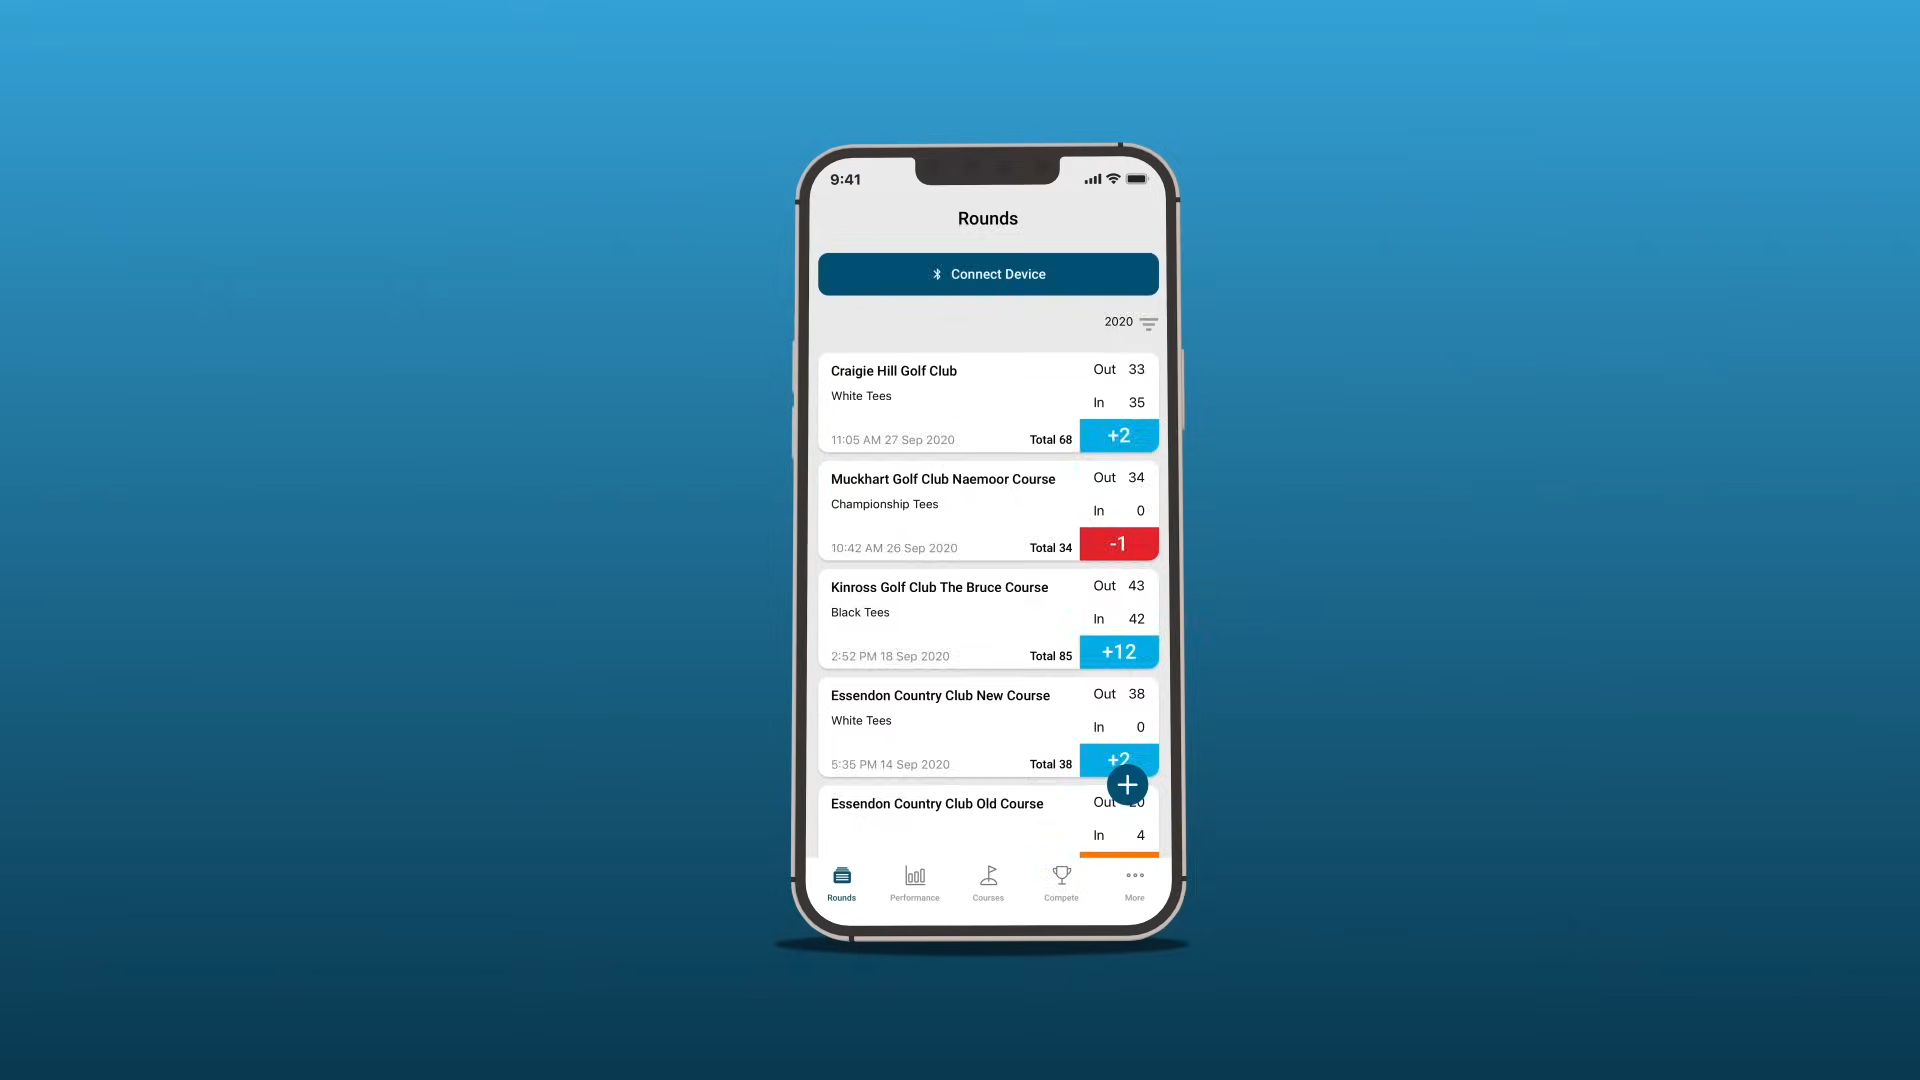 9:41
Rounds
Connect Device
2020
Craigie Hill Golf Club
Out 33
White Tees
In 35
11:05 AM 27 Sep 2020 Total 68 +2
Muckhart Golf Club Naemoor Course
Out 34
Championship Tees
In 0
10:42 AM 26 Sep 2020 Total 34 -1
Kinross Golf Club The Bruce Course
Out 43
Black Tees
In 42
2:52 PM 18 Sep 2020 Total 85 +12
Essendon Country Club New Course
Out 38
White Tees
In 0
5:35 PM 14 Sep 2020 Total 38 +2
Essendon Country Club Old Course
Out
In 4
Rounds Performance Courses Compete More